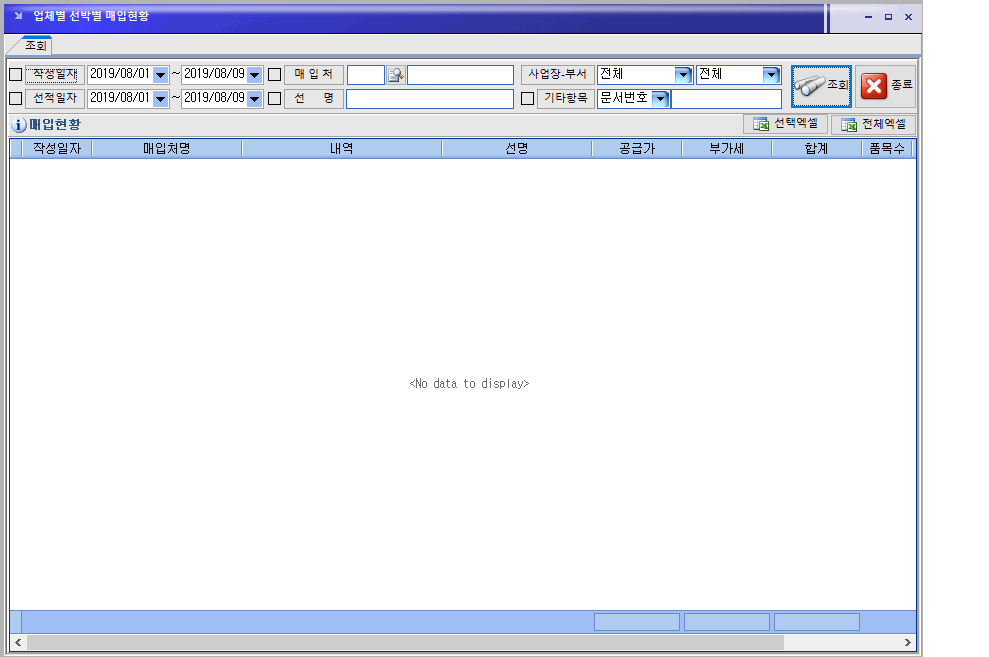 업체별 선박별 매입현황
조회
작성일자 2019/08/01 ~ 2019/08/09 매 입 처 사업장-부서 전체 전체 조회 종료
선적일자 2019/08/01 ~ 2019/08/09 선 명 기타항목 문서번호
매입현황 선택엑셀 전체엑셀
작성일자 매입처명 내역 선명 공급가 부가세 합계 품목수
<No data to display>